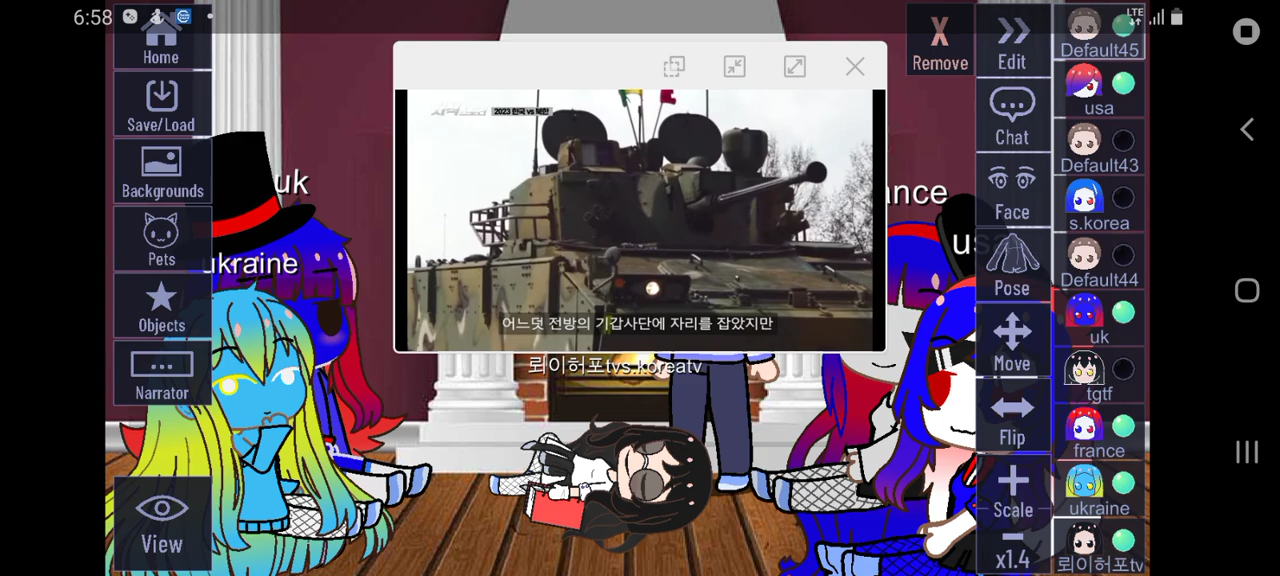 6:58
LTE
Home
Save/Load
Backgrounds
Pets
Objects
Narrator
View
uk
ukraine
2023 한국 vs 북한
어느덧 전방의 기갑사단에 자리를 잡았지만
뢰이허포tvs.koreatv
ance
us
X
Remove
Edit
Chat
Face
Pose
Move
Flip
Scale
x1.4
Default45
usa
Default43
s.korea
Default44
uk
tgtf
france
ukraine
뢰이허포tv